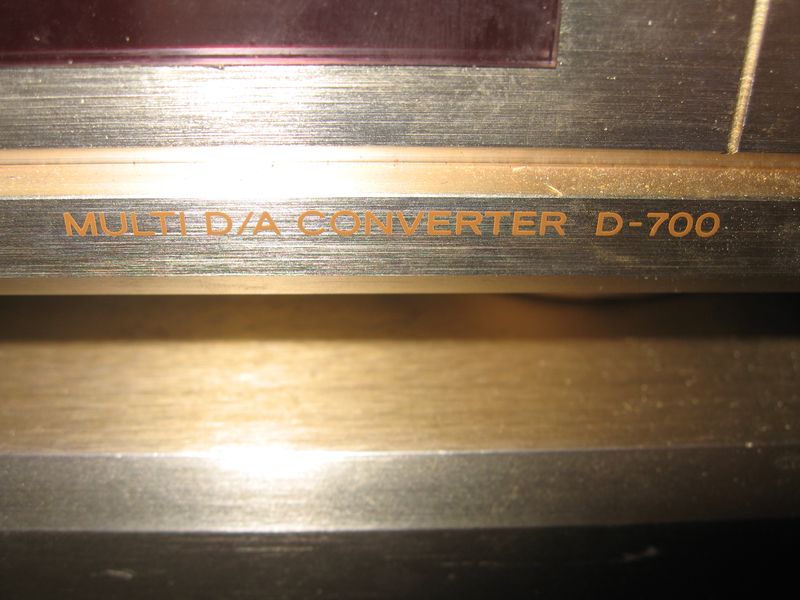 MULTI D/A CONVERTER D-700